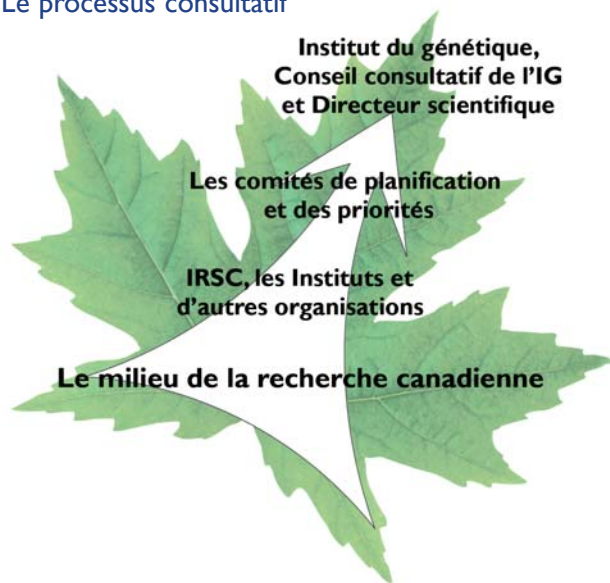 Le processus consultatif
Institut du génétique,
Conseil consultatif de l'IG
et Directeur scientifique
Les comités de planification
et des priorités
IRSC, les Instituts et
d'autres organisations
Le milieu de la recherche canadienne